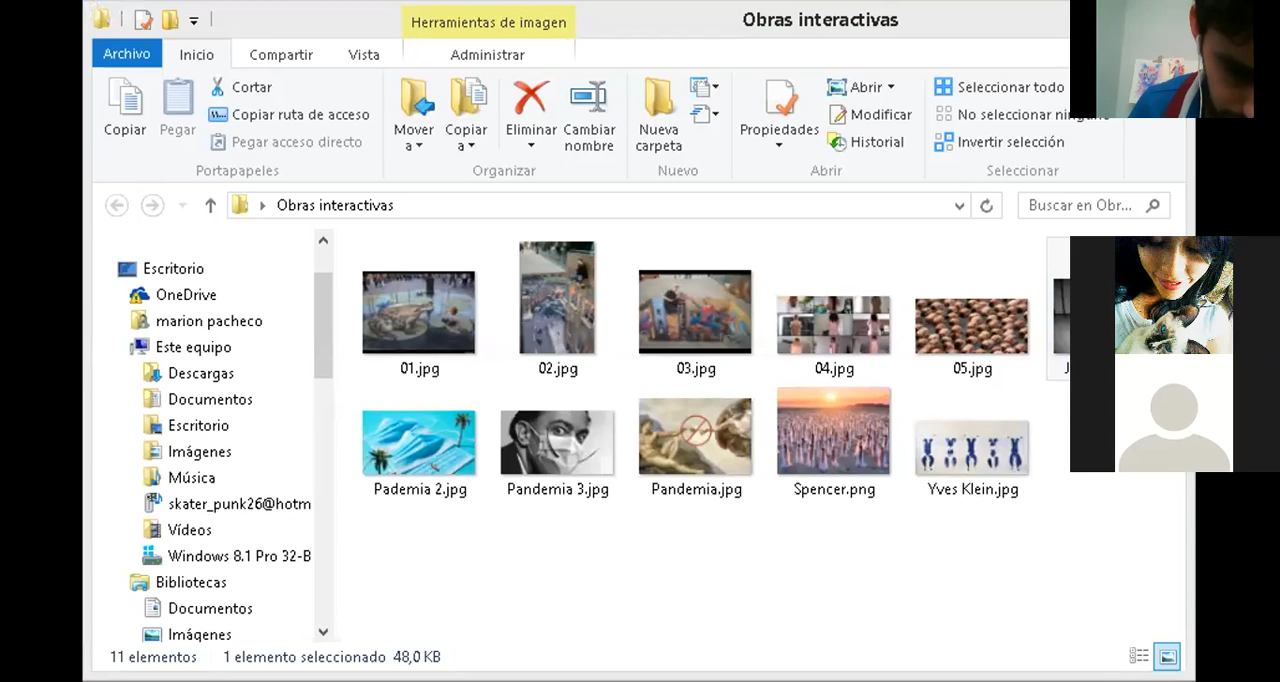 Herramientas de imagen
Obras interactivas
Archivo
Inicio
Compartir
Vista
Administrar
Copiar
Pegar
Cortar
Copiar ruta de acceso
Pegar acceso directo
Portapapeles
Mover a
Copiar a
Eliminar
Cambiar nombre
Organizar
Nueva carpeta
Nuevo
Propiedades
Abrir
Modificar
Historial
Abrir
Seleccionar todo
No seleccionar ninguno
Invertir selección
Seleccionar
Obras interactivas
Buscar en Obr...
Escritorio
OneDrive
marion pacheco
Este equipo
Descargas
Documentos
Escritorio
Imágenes
Música
skater_punk26@hotm
Vídeos
Windows 8.1 Pro 32-B
Bibliotecas
Documentos
Imágenes
01.jpg
02.jpg
03.jpg
04.jpg
05.jpg
J
Pademia 2.jpg
Pandemia 3.jpg
Pandemia.jpg
Spencer.png
Yves Klein.jpg
11 elementos
1 elemento seleccionado 48,0 KB